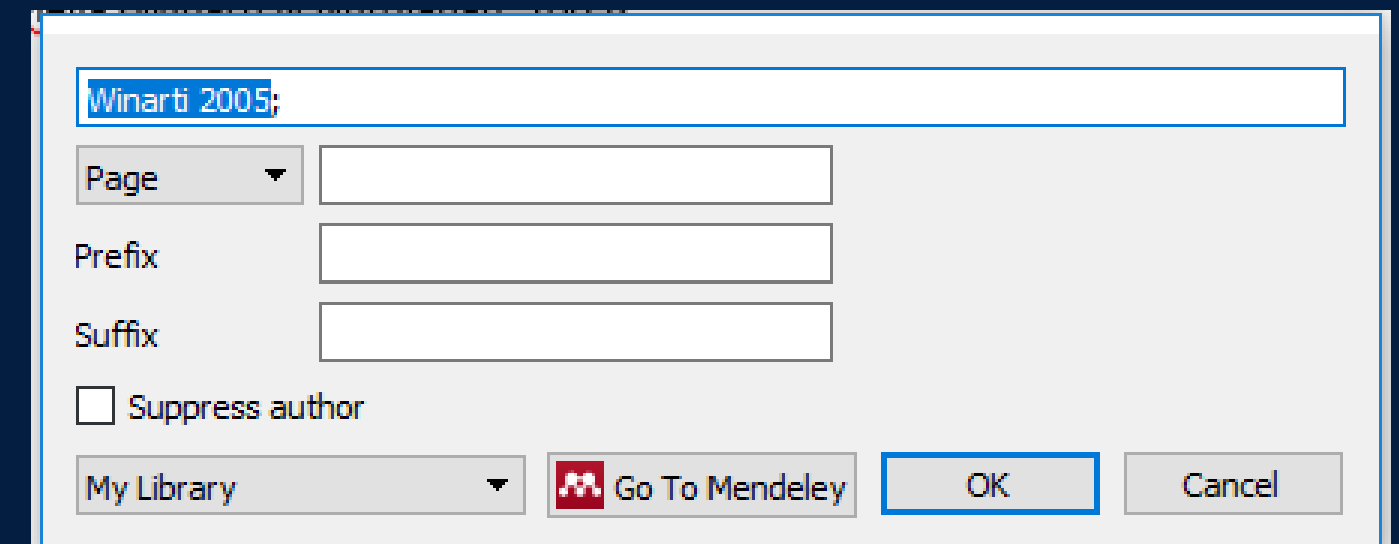 Winarti 2005;
Page
Prefix
Suffix
Suppress author
My Library Go To Mendeley OK Cancel